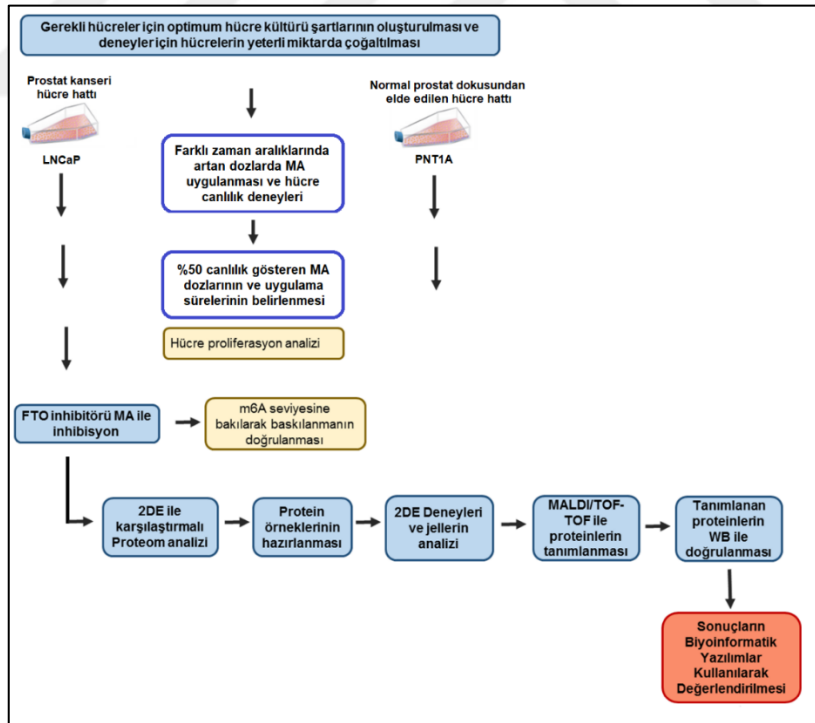 Gerekli hücreler için optimum hücre kültürü şartlarının oluşturulması ve
deneyler için hücrelerin yeterli miktarda çoğaltılması
Prostat kanseri
hücre hattı
LNCaP
Normal prostat dokusundan
elde edilen hücre hattı
PNT1A
Farklı zaman aralıklarında
artan dozlarda MA
uygulanması ve hücre
canlılık deneyleri
%50 canlılık gösteren MA
dozlarının ve uygulama
sürelerinin belirlenmesi
Hücre proliferasyon analizi
FTO inhibitörü MA ile
inhibisyon
m6A seviyesine
bakılarak baskılanmanın
doğrulanması
2DE ile
karşılaştırmalı
Proteom analizi
Protein
örneklerinin
hazırlanması
2DE Deneyleri
ve jellerin
analizi
MALDI/TOF-
TOF ile
proteinlerin
tanımlanması
Tanımlanan
proteinlerin
WB ile
doğrulanması
Sonuçların
Biyoinformatik
Yazılımlar
Kullanılarak
Değerlendirilmesi